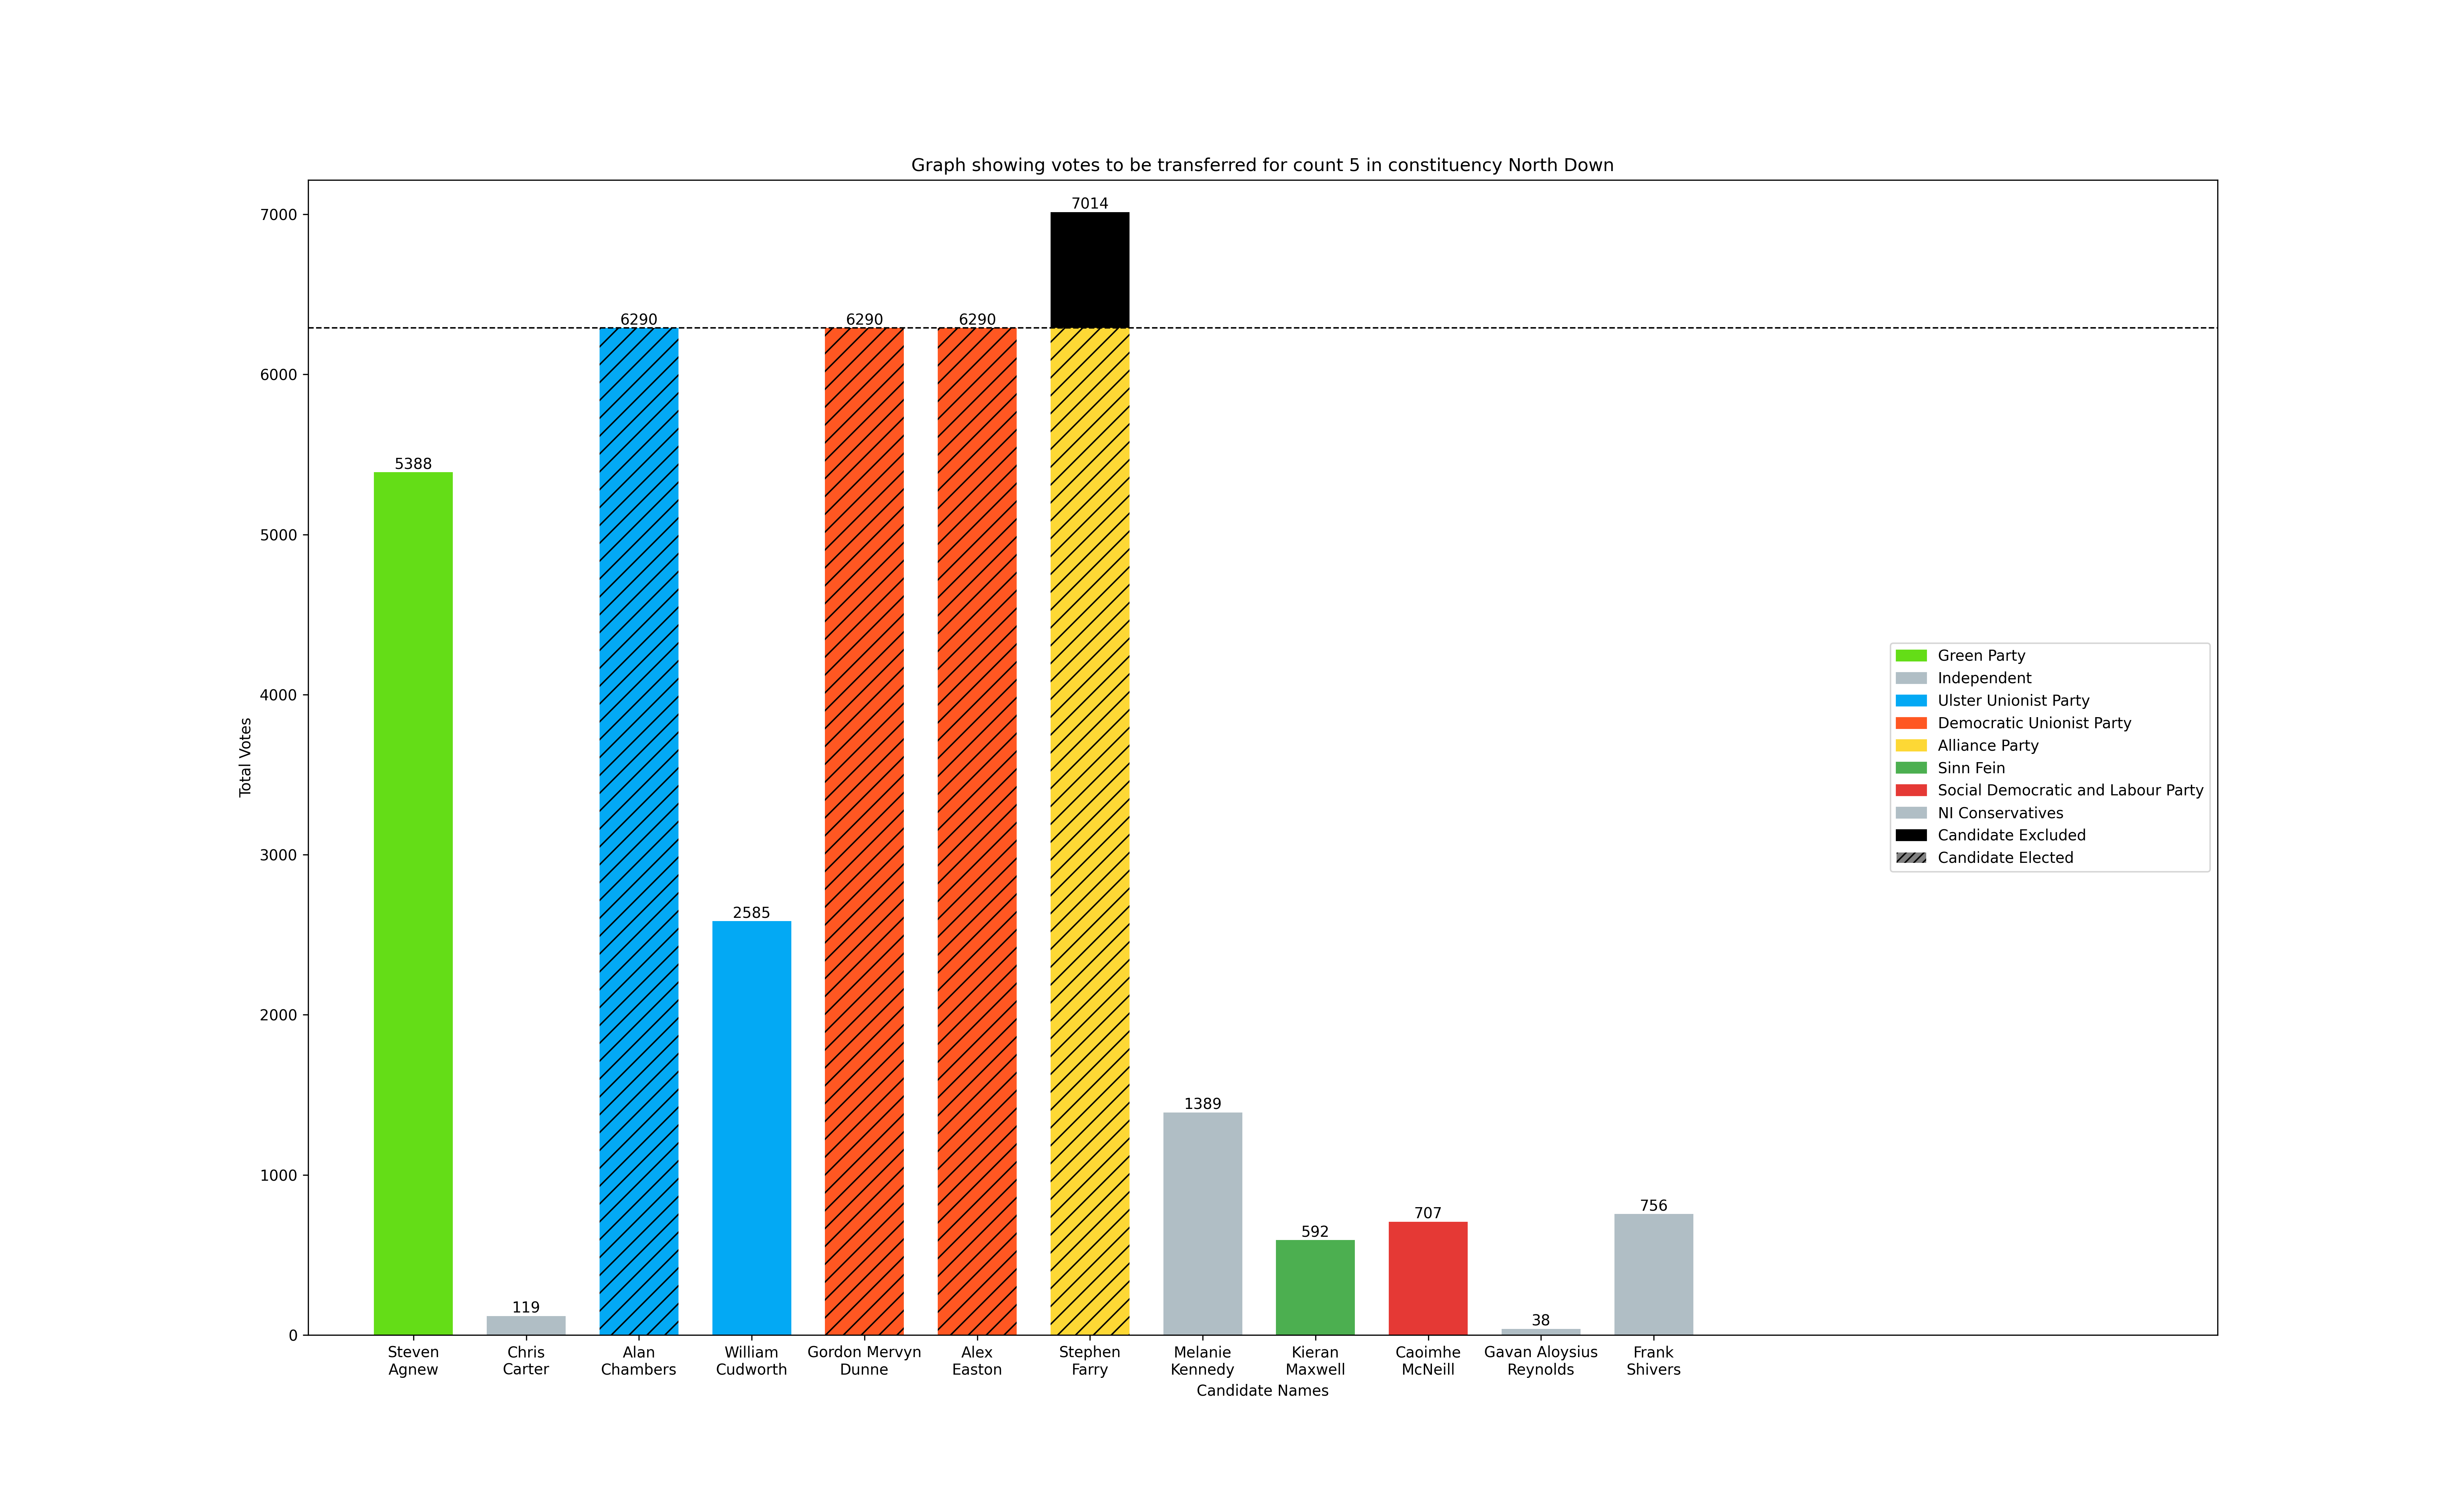 Graph showing votes to be transferred for count 5 in constituency North Down
7014
7000
6290
6290
6290
6000
5388
5000
4000
3000
2585
2000
1389
1000
756
707
592
119
38
0
Total Votes
Green Party
Independent
Ulster Unionist Party
Democratic Unionist Party
Alliance Party
Sinn Fein
Social Democratic and Labour Party
NI Conservatives
Candidate Excluded
Candidate Elected
Steven
Agnew
Chris
Carter
Alan
Chambers
William
Cudworth
Gordon Mervyn
Dunne
Alex
Easton
Stephen
Farry
Melanie
Kennedy
Kieran
Maxwell
Caoimhe
McNeill
Gavan Aloysius
Reynolds
Frank
Shivers
Candidate Names